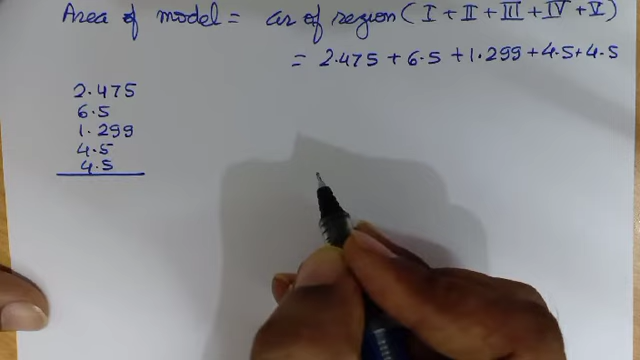 Area of model = ar of region (I + II + III + IV + V)
= 2.475 + 6.5 + 1.299 + 4.5 + 4.5
2.475
6.5
1.299
4.5
4.5